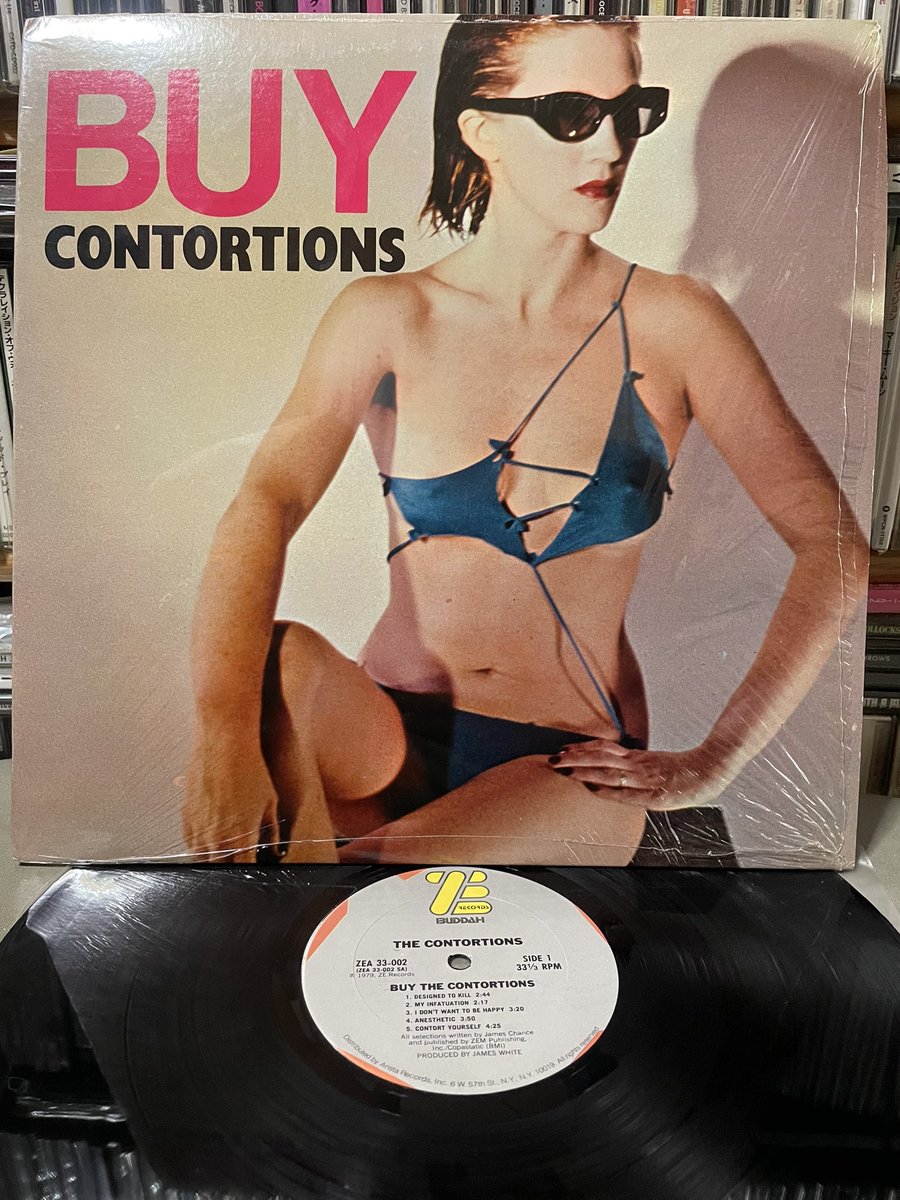 BUY
CONTORTIONS
ZE
RECORDS
BUDDAH
THE CONTORTIONS
ZEA 33-002
(ZEA 33-002 SA)
℗ 1979, ZE Records
SIDE 1
33⅓ RPM
BUY THE CONTORTIONS
1. DESIGNED TO KILL 2:44
2. MY INFATUATION 2:17
3. I DON'T WANT TO BE HAPPY 3:20
4. ANESTHETIC 3:50
5. CONTORT YOURSELF 4:25
All selections written by James Chance
and published by ZEM Publishing,
Inc./Copassatic (BMI)
PRODUCED BY JAMES WHITE
Distributed by Arista Records, Inc. 6 W. 57th St., N.Y., N.Y. 10019. All rights reserved.